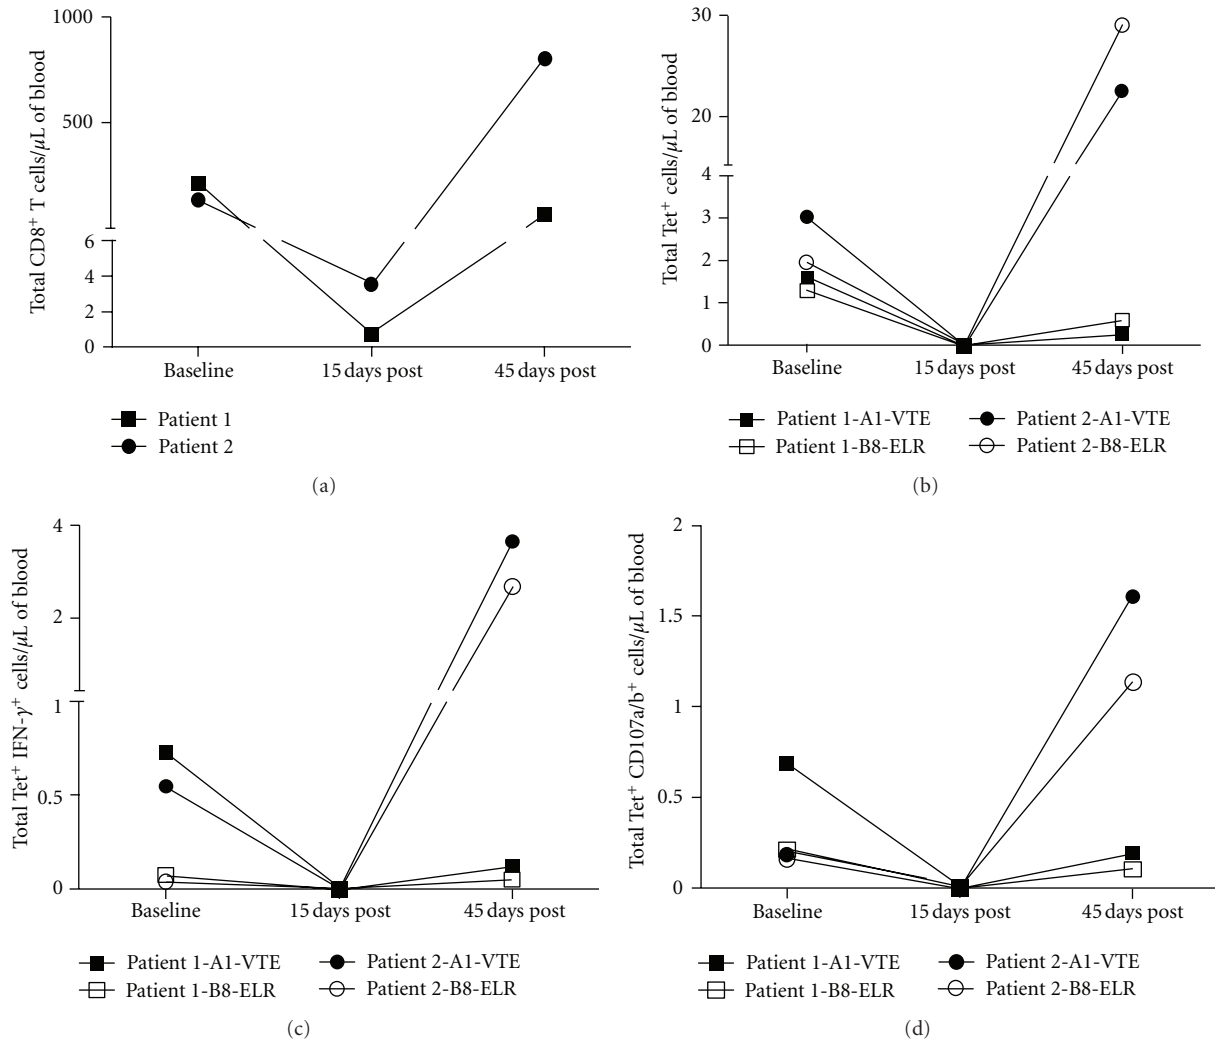 Total CD8+ T cells/μL of blood
1000
500
6
4
2
0
Baseline
15 days post
45 days post
Patient 1
Patient 2
(a)
Total Tet+ cells/μL of blood
30
20
4
3
2
1
0
Baseline
15 days post
45 days post
Patient 1-A1-VTE
Patient 2-A1-VTE
Patient 1-B8-ELR
Patient 2-B8-ELR
(b)
Total Tet+ IFN-γ+ cells/μL of blood
4
2
1
0.5
0
Baseline
15 days post
45 days post
Patient 1-A1-VTE
Patient 2-A1-VTE
Patient 1-B8-ELR
Patient 2-B8-ELR
(c)
Total Tet+ CD107a/b+ cells/μL of blood
2
1.5
1
0.5
0
Baseline
15 days post
45 days post
Patient 1-A1-VTE
Patient 2-A1-VTE
Patient 1-B8-ELR
Patient 2-B8-ELR
(d)